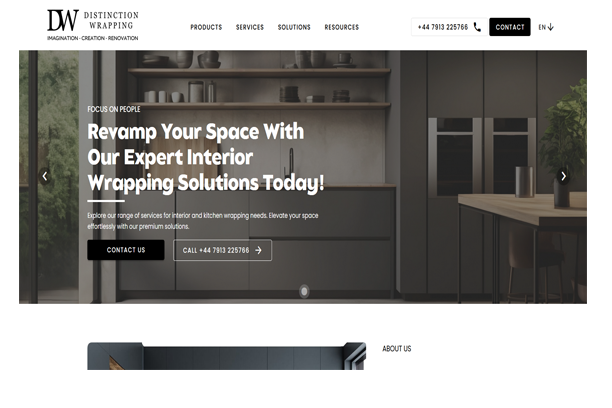 DW DISTINCTION
WRAPPING
IMAGINATION - CREATION - RENOVATION
PRODUCTS SERVICES SOLUTIONS RESOURCES
+44 7913 225766
CONTACT
EN
FOCUS ON PEOPLE
Revamp Your Space With
Our Expert Interior
Wrapping Solutions Today!
Explore our range of services for interior and kitchen wrapping needs. Elevate your space
effortlessly with our premium solutions.
CONTACT US
CALL +44 7913 225766
ABOUT US